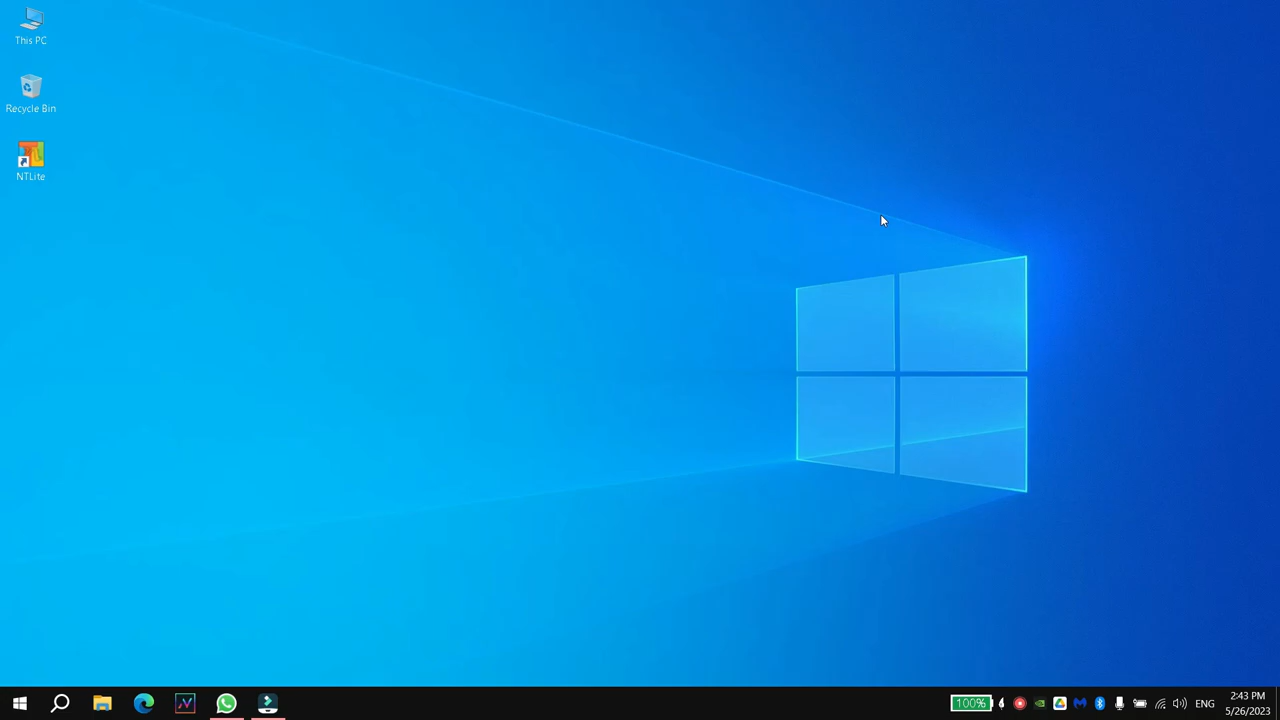 This PC
Recycle Bin
NTLite
100%
ENG
2:43 PM
5/26/2023